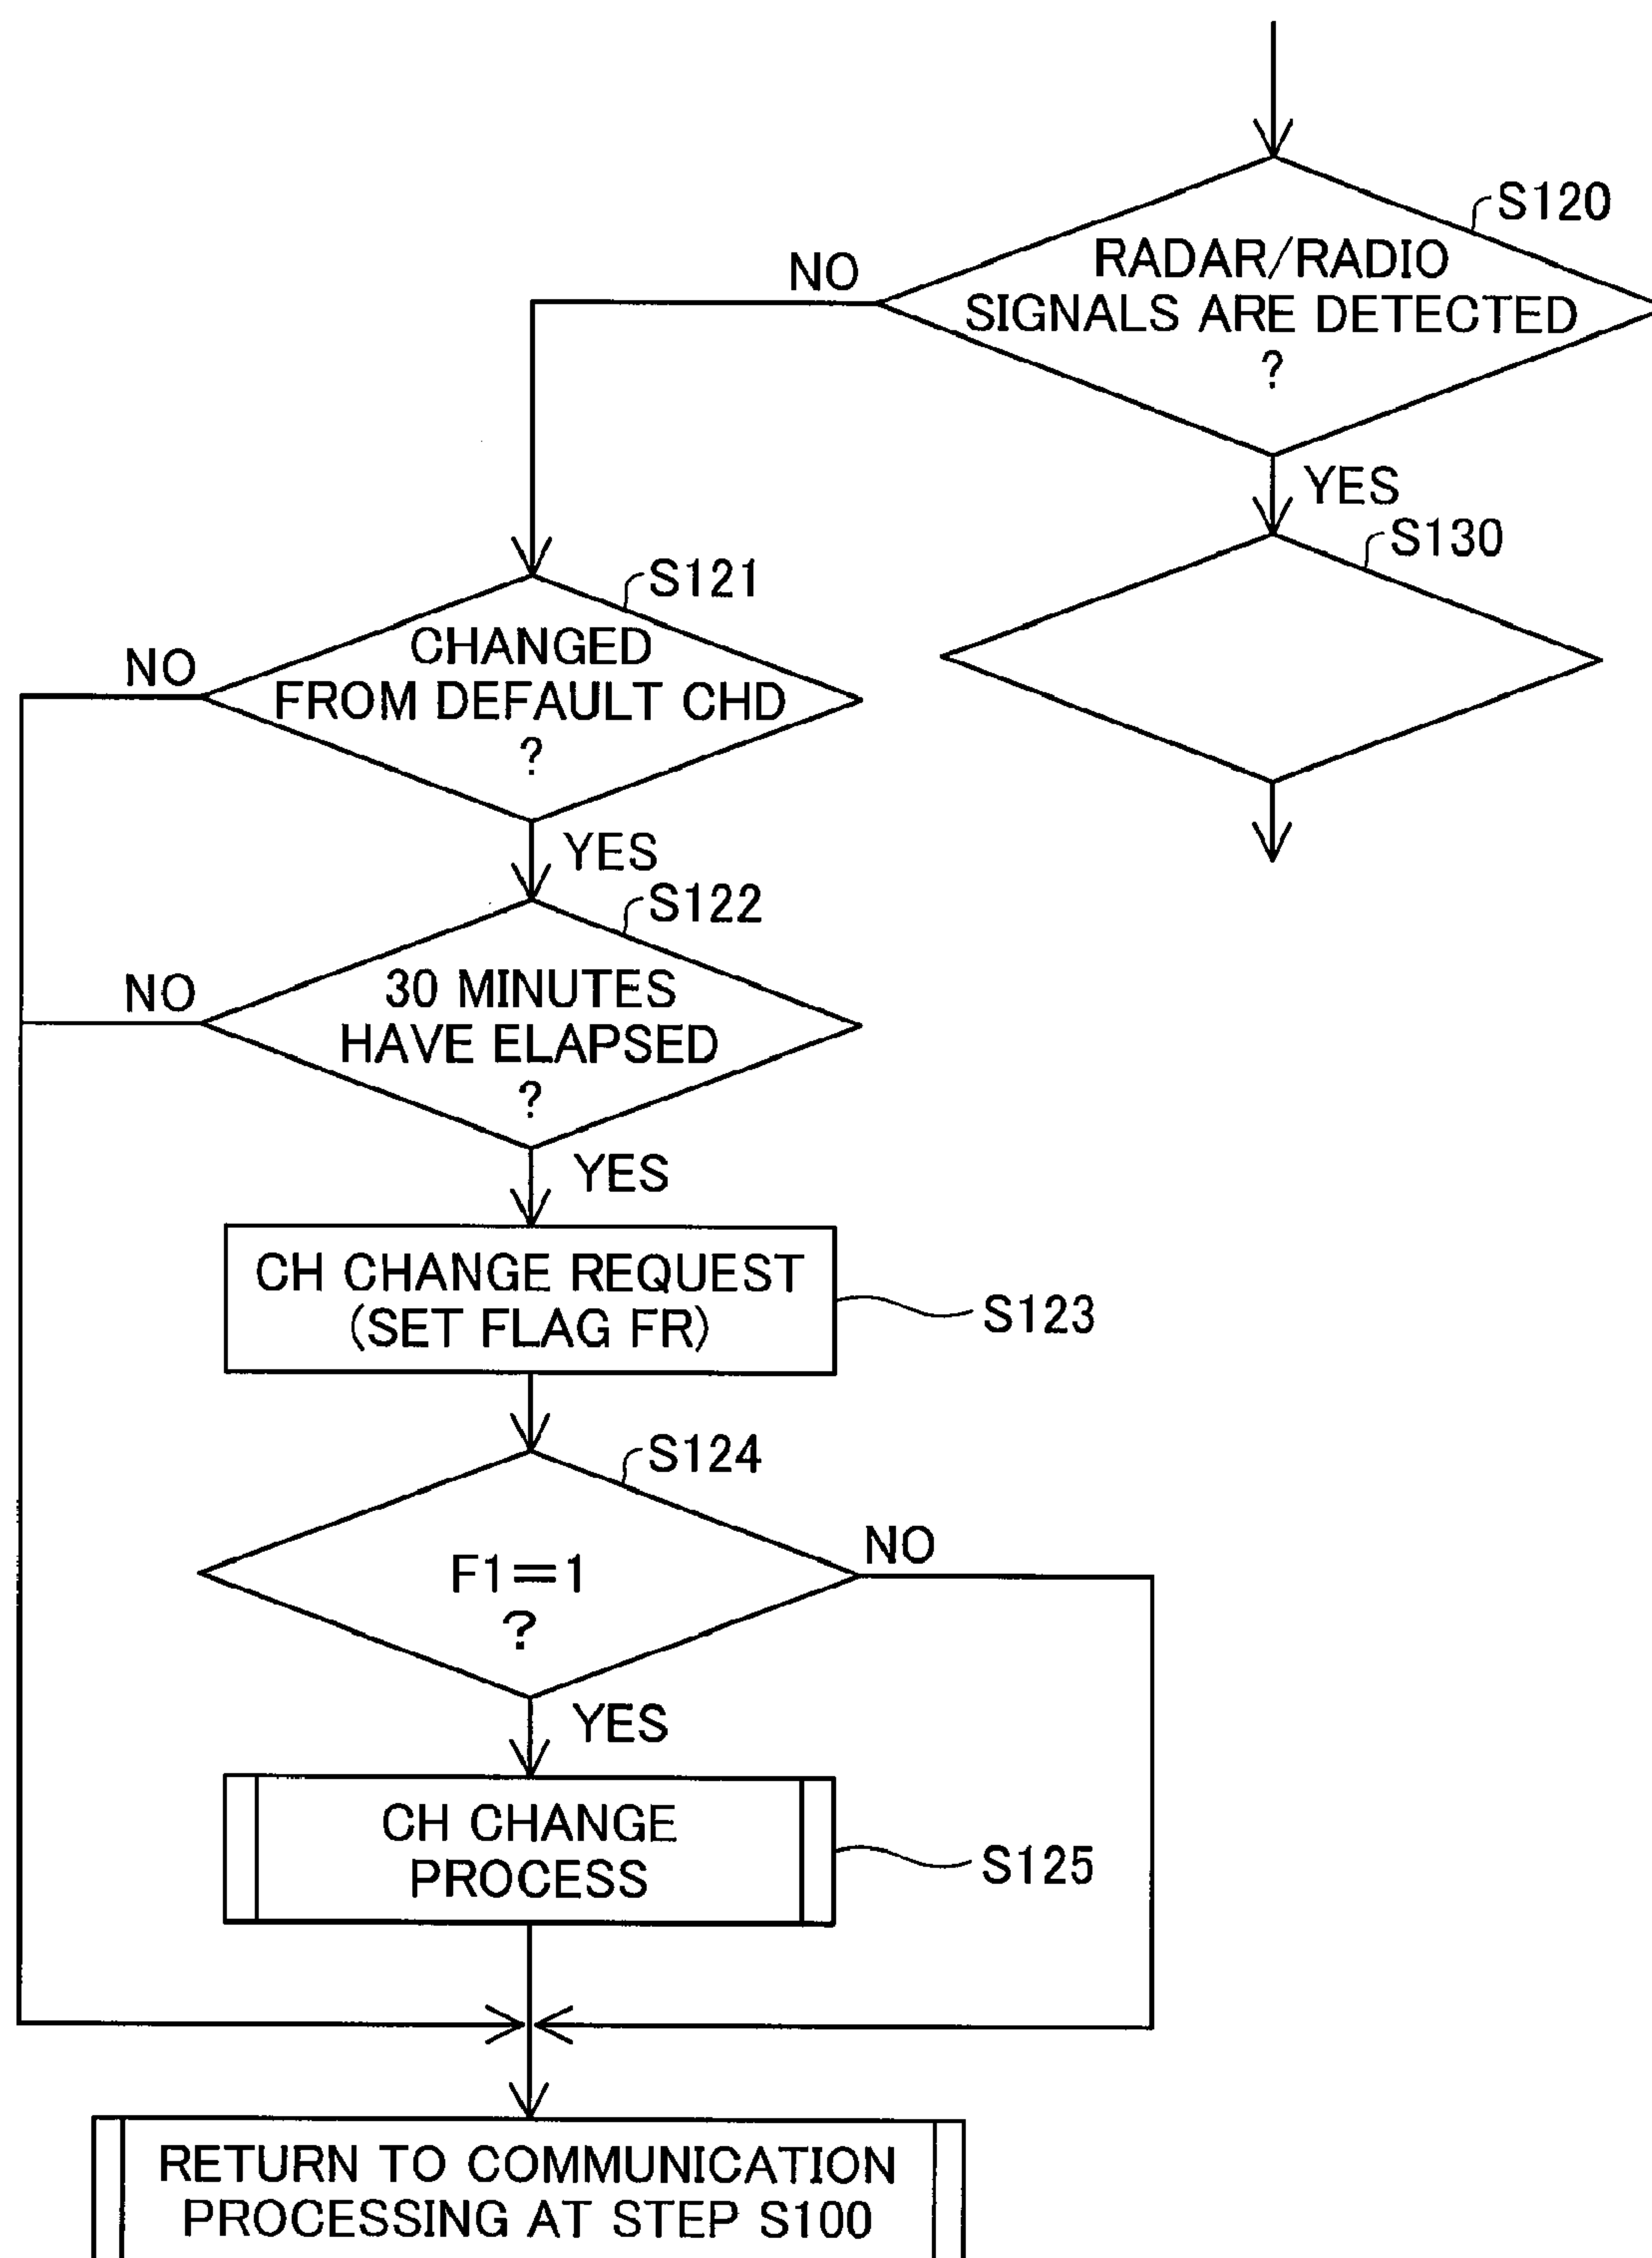 S120
RADAR/RADIO
SIGNALS ARE DETECTED
?
NO
YES
S130
S121
CHANGED
FROM DEFAULT CHD
?
NO
YES
S122
30 MINUTES
HAVE ELAPSED
?
NO
YES
CH CHANGE REQUEST
(SET FLAG FR)
S123
S124
F1=1
?
NO
YES
CH CHANGE
PROCESS
S125
RETURN TO COMMUNICATION
PROCESSING AT STEP S100